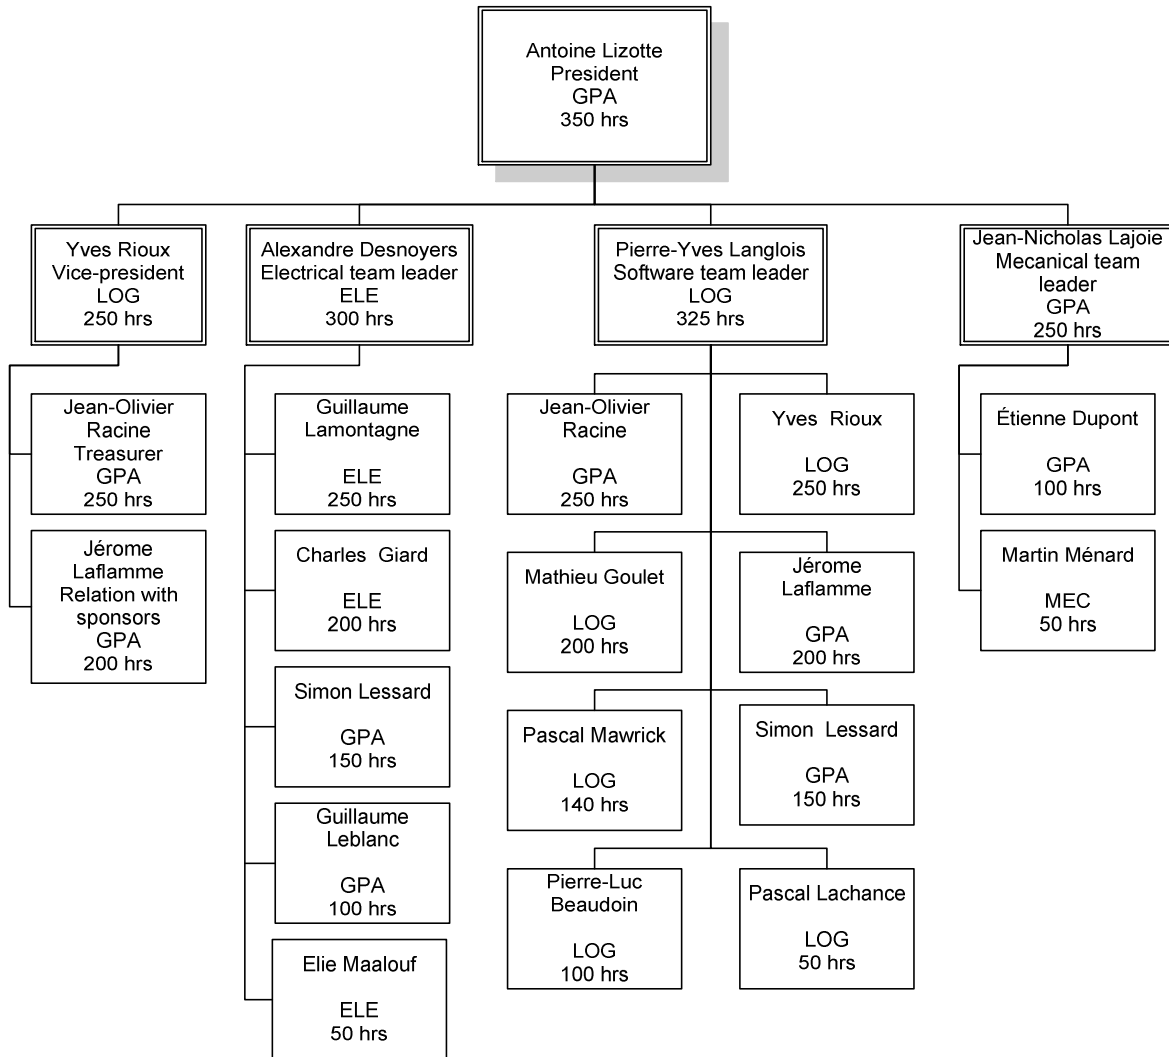 Antoine Lizotte
President
GPA
350 hrs
Yves Rioux
Vice-president
LOG
250 hrs
Alexandre Desnoyers
Electrical team leader
ELE
300 hrs
Pierre-Yves Langlois
Software team leader
LOG
325 hrs
Jean-Nicholas Lajoie
Mecanical team
leader
GPA
250 hrs
Jean-Olivier
Racine
Treasurer
GPA
250 hrs
Jérome
Laflamme
Relation with
sponsors
GPA
200 hrs
Guillaume
Lamontagne
ELE
250 hrs
Charles Giard
ELE
200 hrs
Simon Lessard
GPA
150 hrs
Guillaume
Leblanc
GPA
100 hrs
Elie Maalouf
ELE
50 hrs
Jean-Olivier
Racine
GPA
250 hrs
Yves Rioux
LOG
250 hrs
Mathieu Goulet
LOG
200 hrs
Jérome
Laflamme
GPA
200 hrs
Pascal Mawrick
LOG
140 hrs
Simon Lessard
GPA
150 hrs
Pierre-Luc
Beaudoin
LOG
100 hrs
Pascal Lachance
LOG
50 hrs
Étienne Dupont
GPA
100 hrs
Martin Ménard
MEC
50 hrs